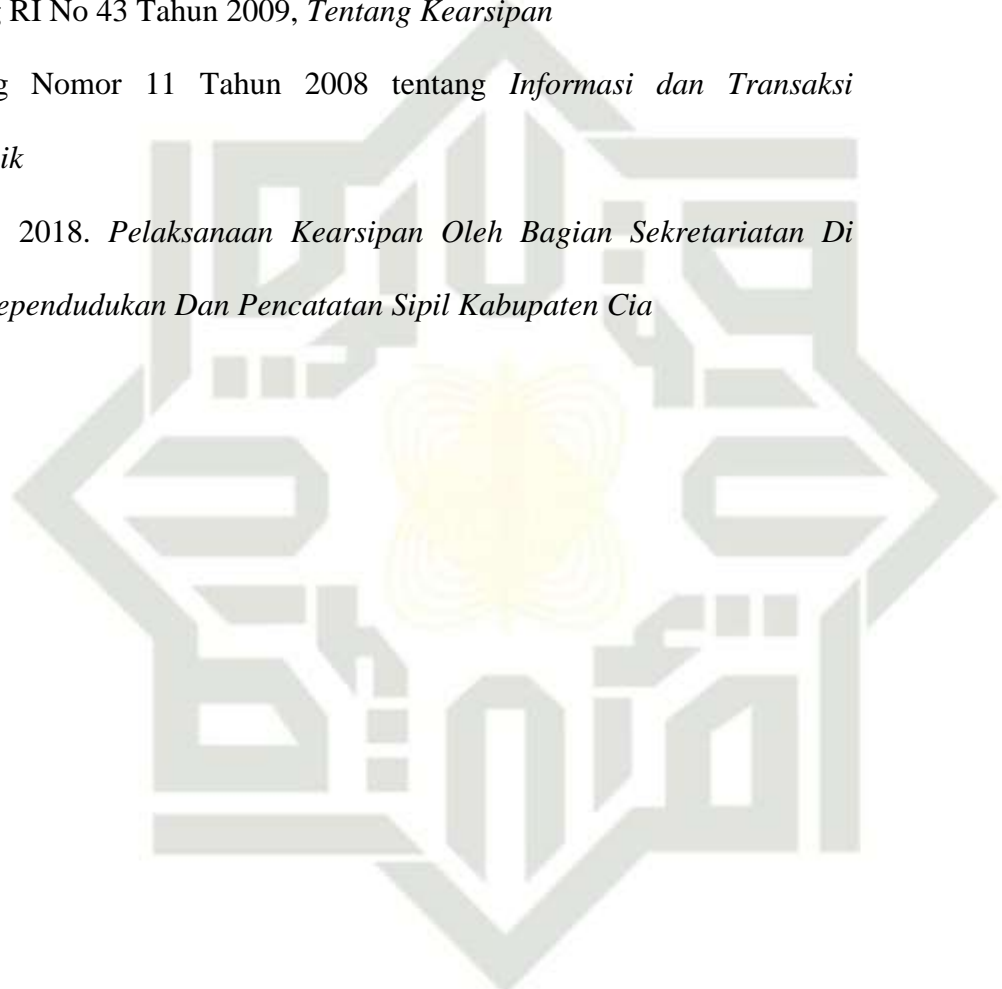 g RI No 43 Tahun 2009, Tentang Kearsipan
g Nomor 11 Tahun 2008 tentang Informasi dan Transaksi
ik
2018. Pelaksanaan Kearsipan Oleh Bagian Sekretariatan Di
ependudukan Dan Pencatatan Sipil Kabupaten Cia